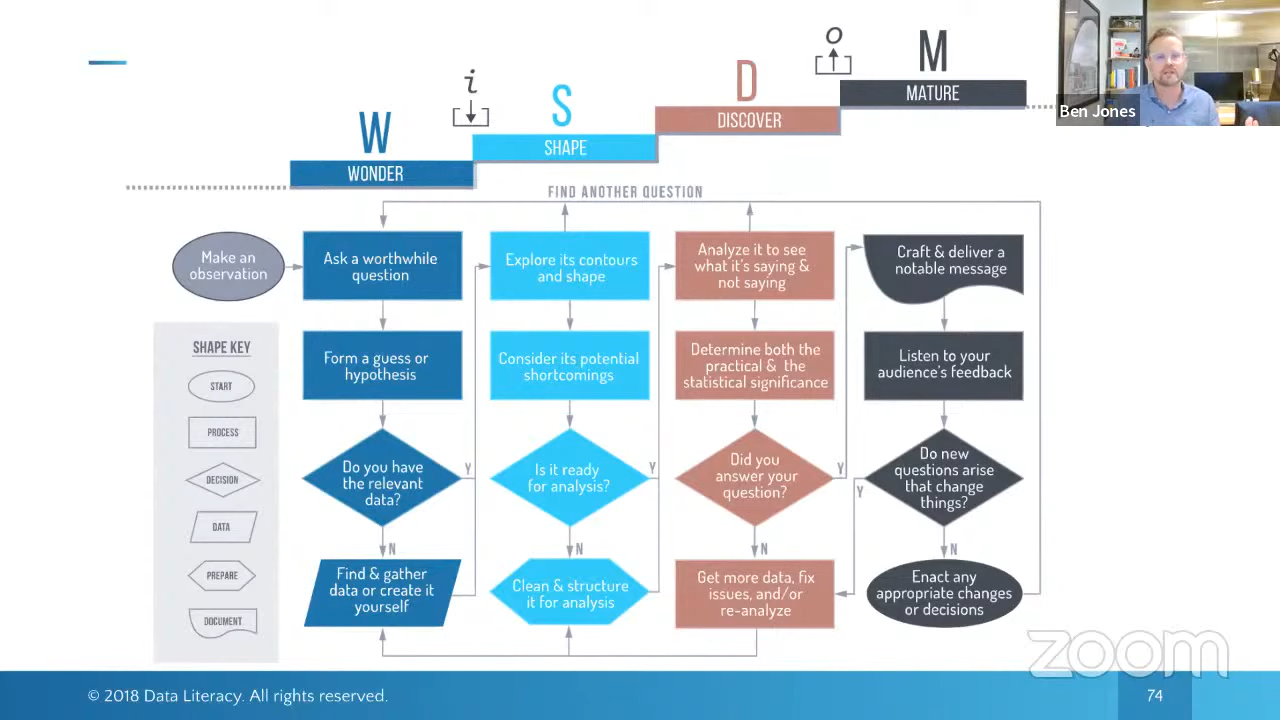 W
WONDER
i
S
SHAPE
D
DISCOVER
O
M
MATURE
Ben Jones
FIND ANOTHER QUESTION
Make an
observation
Ask a worthwhile
question
Form a guess or
hypothesis
Do you have
the relevant
data?
Y
N
Find & gather
data or create it
yourself
Explore its contours
and shape
Consider its potential
shortcomings
Is it ready
for analysis?
Y
N
Clean & structure
it for analysis
Analyze it to see
what it's saying &
not saying
Determine both the
practical & the
statistical significance
Did you
answer your
question?
Y
N
Get more data, fix
issues, and/or
re-analyze
Craft & deliver a
notable message
Listen to your
audience's feedback
Do new
questions arise
that change
things?
Y
N
Enact any
appropriate changes
or decisions
SHAPE KEY
START
PROCESS
DECISION
DATA
PREPARE
DOCUMENT
zoom
© 2018 Data Literacy. All rights reserved.
74